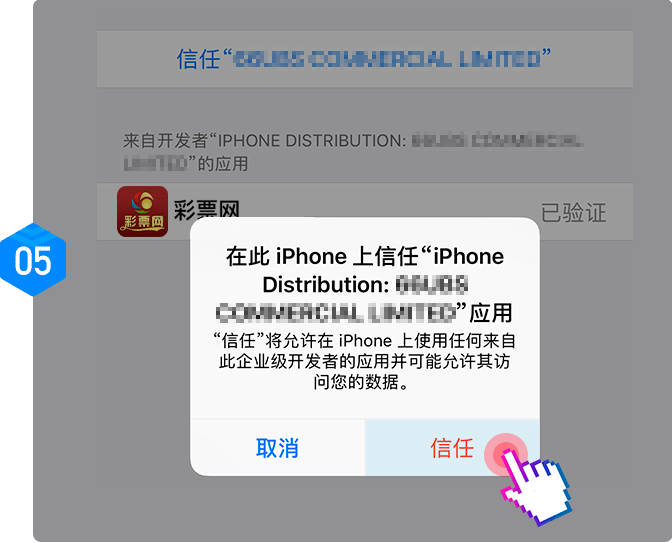 信任“ ”
来自开发者“IPHONE DISTRIBUTION:
”的应用
彩票网
彩票网
已验证
05
在此 iPhone 上信任“iPhone
Distribution:
”应用
“信任”将允许在 iPhone 上使用任何来自
此企业级开发者的应用并可能允许其访
问您的数据。
取消
信任